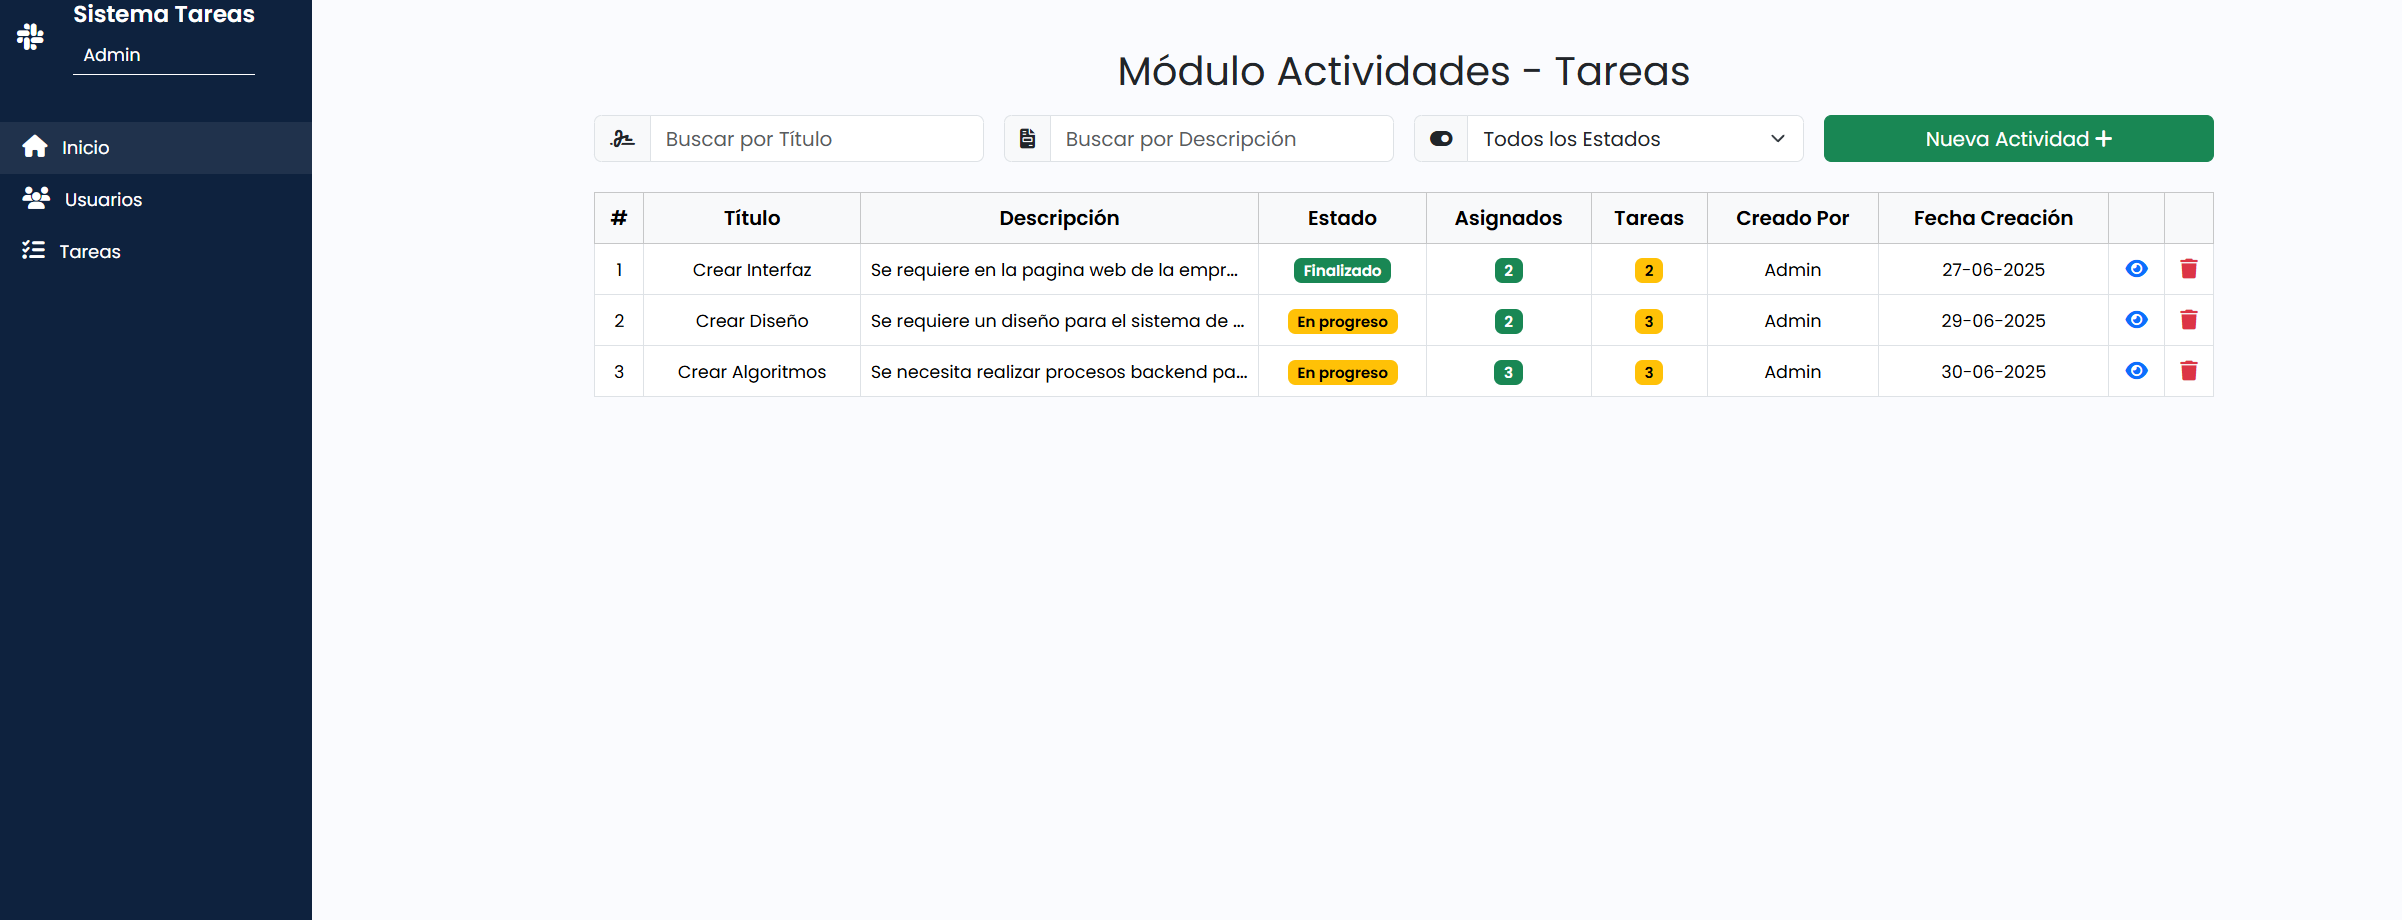 Sistema Tareas
Admin
Inicio
Usuarios
Tareas
Módulo Actividades - Tareas
Buscar por Título
Buscar por Descripción
Todos los Estados
Nueva Actividad +
# Título Descripción Estado Asignados Tareas Creado Por Fecha Creación
1 Crear Interfaz Se requiere en la pagina web de la empr... Finalizado 2 2 Admin 27-06-2025
2 Crear Diseño Se requiere un diseño para el sistema de ... En progreso 2 3 Admin 29-06-2025
3 Crear Algoritmos Se necesita realizar procesos backend pa... En progreso 3 3 Admin 30-06-2025